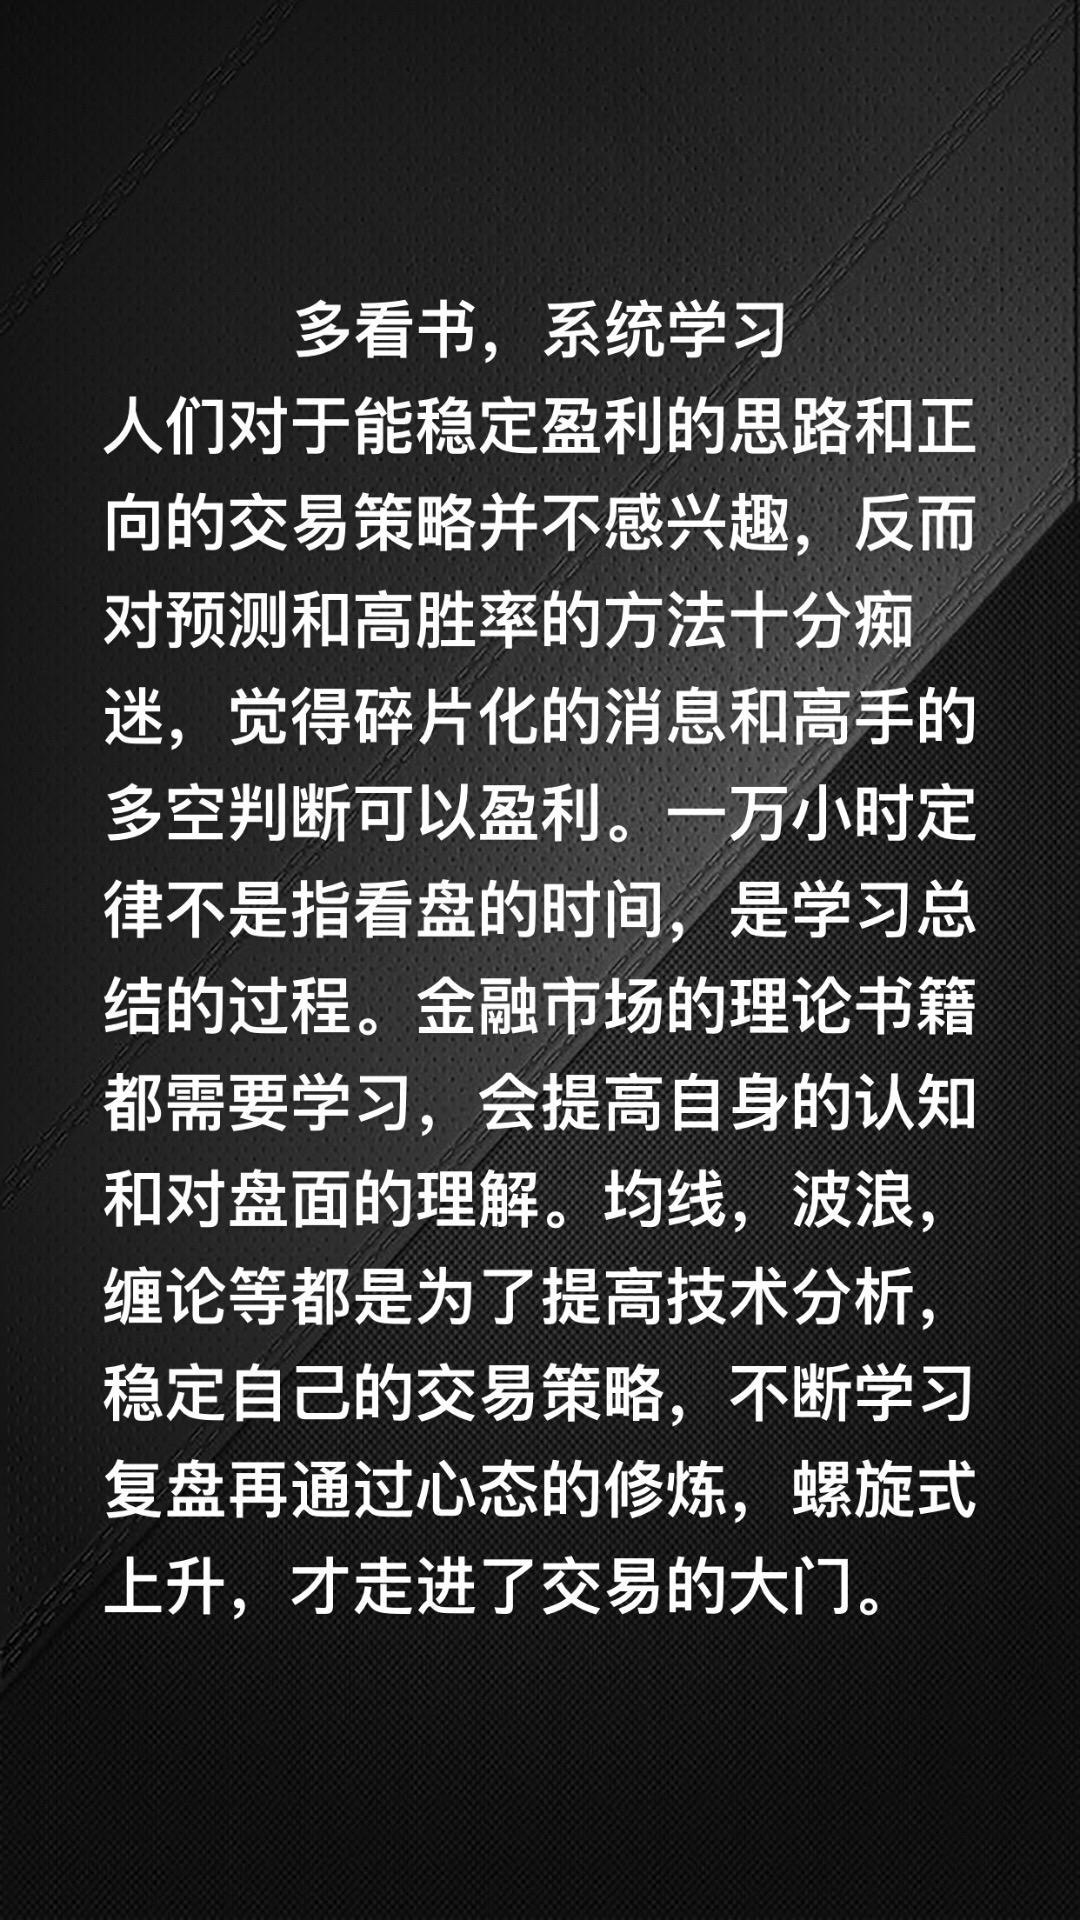 多看书，系统学习
人们对于能稳定盈利的思路和正
向的交易策略并不感兴趣，反而
对预测和高胜率的方法十分痴
迷，觉得碎片化的消息和高手的
多空判断可以盈利。一万小时定
律不是指看盘的时间，是学习总
结的过程。金融市场的理论书籍
都需要学习，会提高自身的认知
和对盘面的理解。均线，波浪，
缠论等都是为了提高技术分析，
稳定自己的交易策略，不断学习
复盘再通过心态的修炼，螺旋式
上升，才走进了交易的大门。